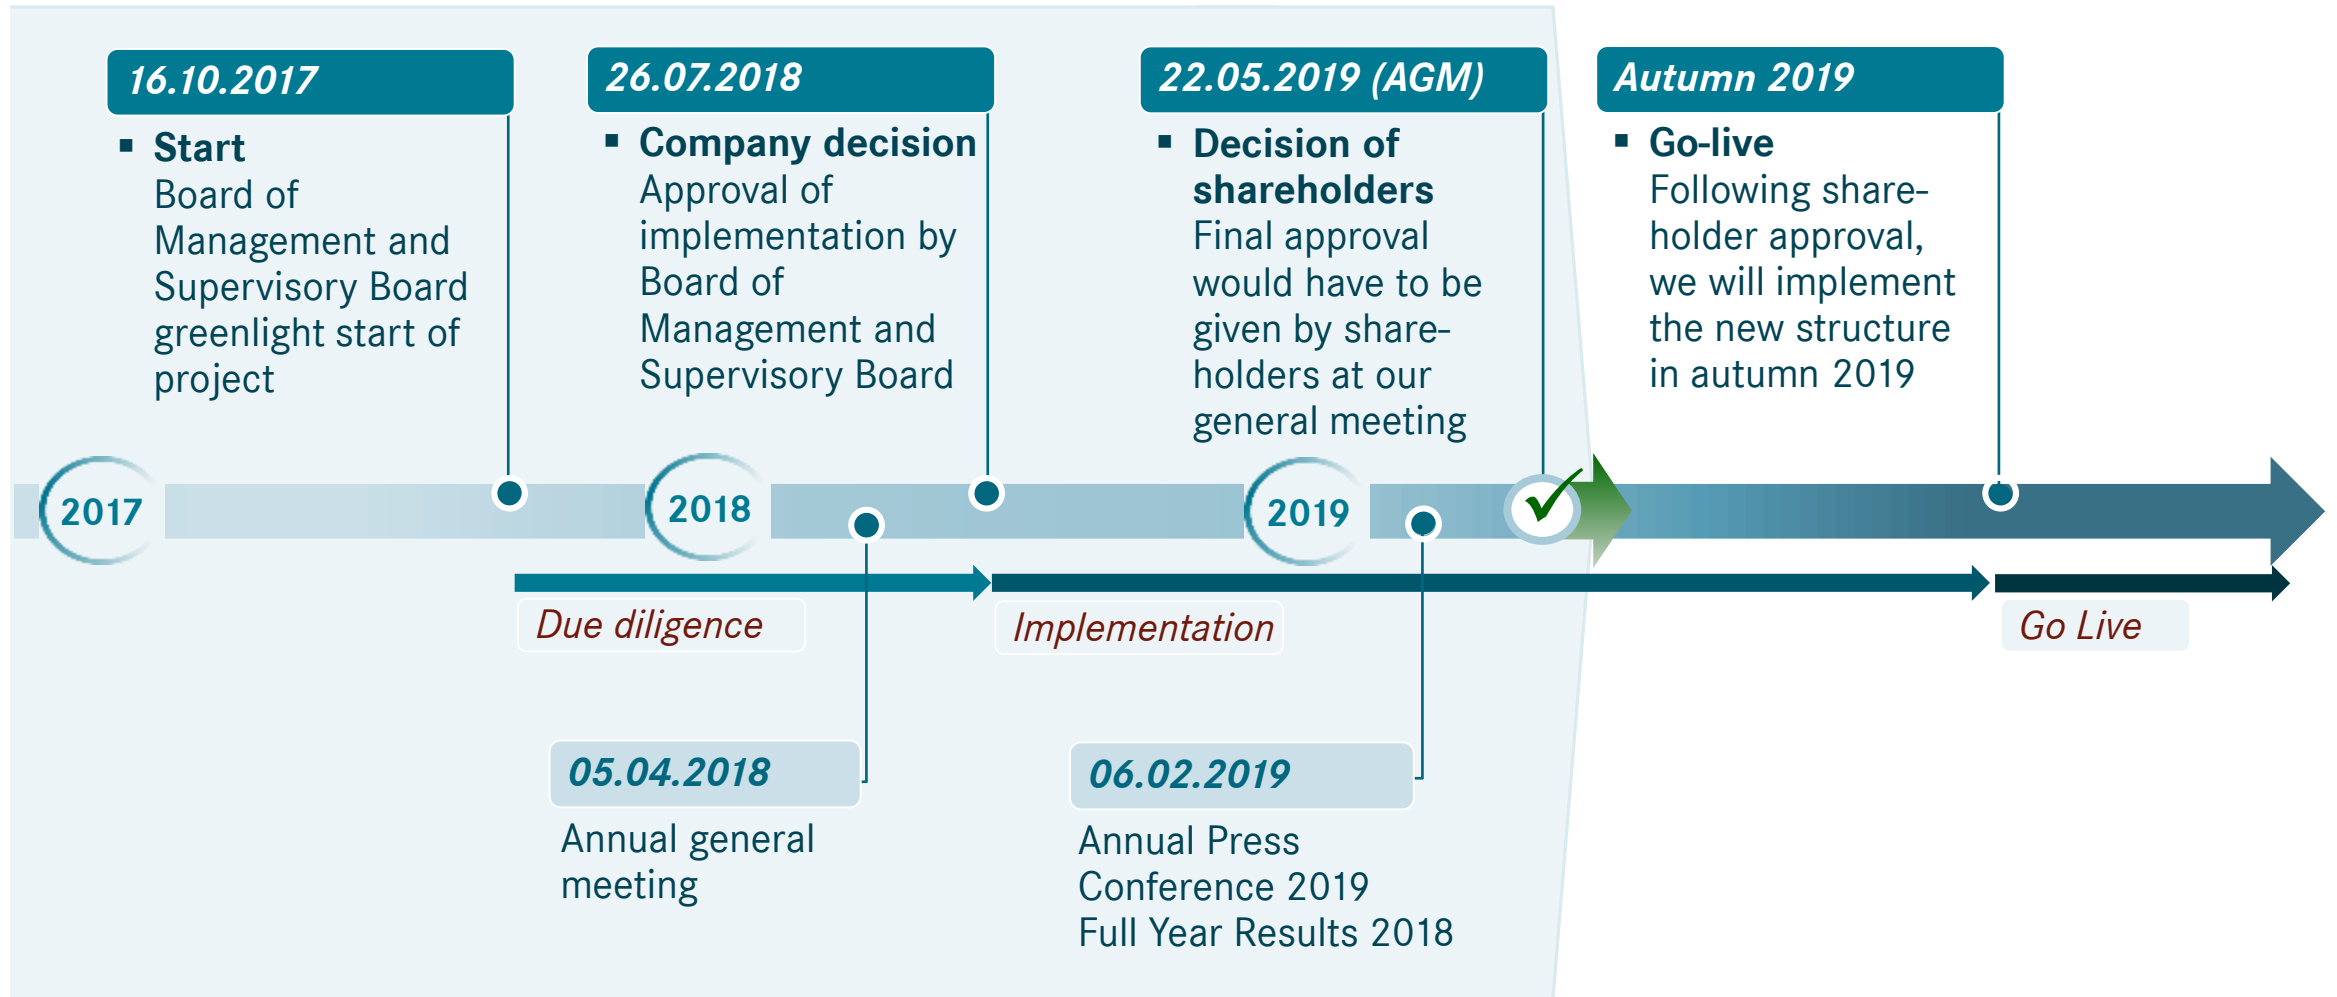 16.10.2017
▪ Start
Board of
Management and
Supervisory Board
greenlight start of
project
26.07.2018
▪ Company decision
Approval of
implementation by
Board of
Management and
Supervisory Board
22.05.2019 (AGM)
▪ Decision of
shareholders
Final approval
would have to be
given by share-
holders at our
general meeting
Autumn 2019
▪ Go-live
Following share-
holder approval,
we will implement
the new structure
in autumn 2019
2017
2018
2019
Due diligence
Implementation
Go Live
05.04.2018
Annual general
meeting
06.02.2019
Annual Press
Conference 2019
Full Year Results 2018